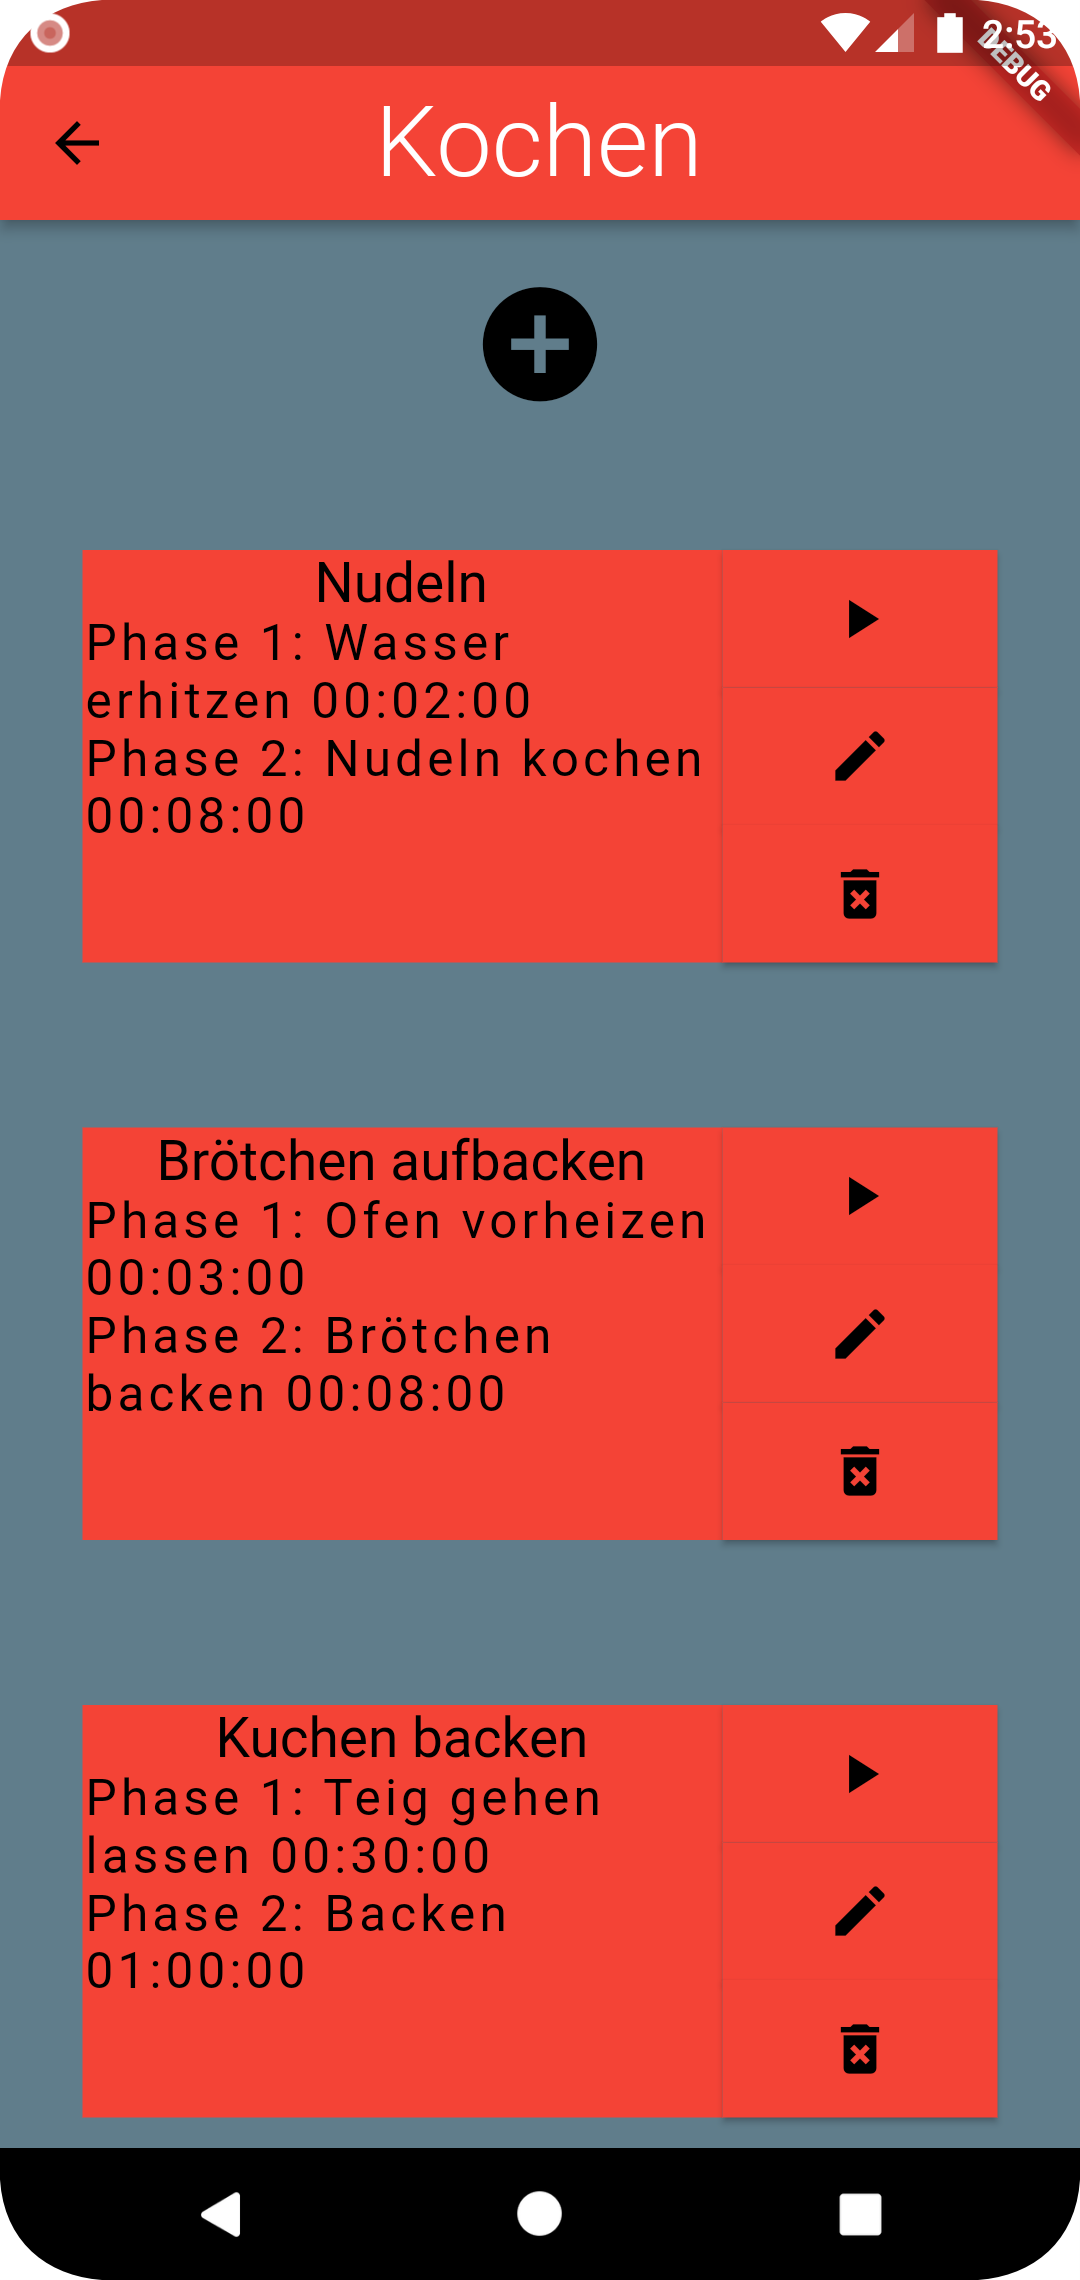 2:53
DEBUG
Kochen
Nudeln
Phase 1: Wasser
erhitzen 00:02:00
Phase 2: Nudeln kochen
00:08:00
Brötchen aufbacken
Phase 1: Ofen vorheizen
00:03:00
Phase 2: Brötchen
backen 00:08:00
Kuchen backen
Phase 1: Teig gehen
lassen 00:30:00
Phase 2: Backen
01:00:00